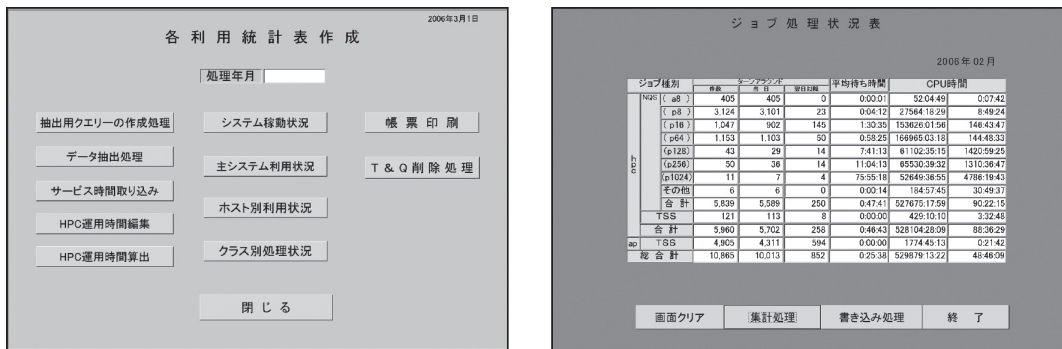 2006年3月1日
各利用統計表作成
処理年月
抽出用クエリーの作成処理 システム稼動状況 帳票印刷
データ抽出処理 主システム利用状況 T&Q削除処理
サービス時間取り込み ホスト別利用状況
HPC運用時間編集 クラス別処理状況
HPC運用時間算出
閉じる
ジョブ処理状況表
2006年02月
ジョブ種別 ターンアラウンド 平均待ち時間 CPU時間
件数 当日 翌日以降
hpc NQS ( a8 ) 405 405 0 0:00:01 52:04:49 0:07:42
( p8 ) 3,124 3,101 23 0:04:12 27564:18:29 8:49:24
( p16 ) 1,047 902 145 1:30:35 153626:01:56 146:43:47
( p64 ) 1,153 1,103 50 0:58:25 166965:03:18 144:48:33
(p128) 43 29 14 7:41:13 61102:35:15 1420:59:25
(p256) 50 36 14 11:04:13 65530:39:32 1310:36:47
(p1024) 11 7 4 75:55:18 52649:36:55 4786:19:43
その他 6 6 0 0:00:14 184:57:45 30:49:37
合計 5,839 5,589 250 0:47:41 527675:17:59 90:22:15
TSS 121 113 8 0:00:00 429:10:10 3:32:48
合計 5,960 5,702 258 0:46:43 528104:28:09 88:36:29
ap TSS 4,905 4,311 594 0:00:00 1774:45:13 0:21:42
総合計 10,865 10,013 852 0:25:38 529879:13:22 48:46:09
画面クリア 集計処理 書き込み処理 終了